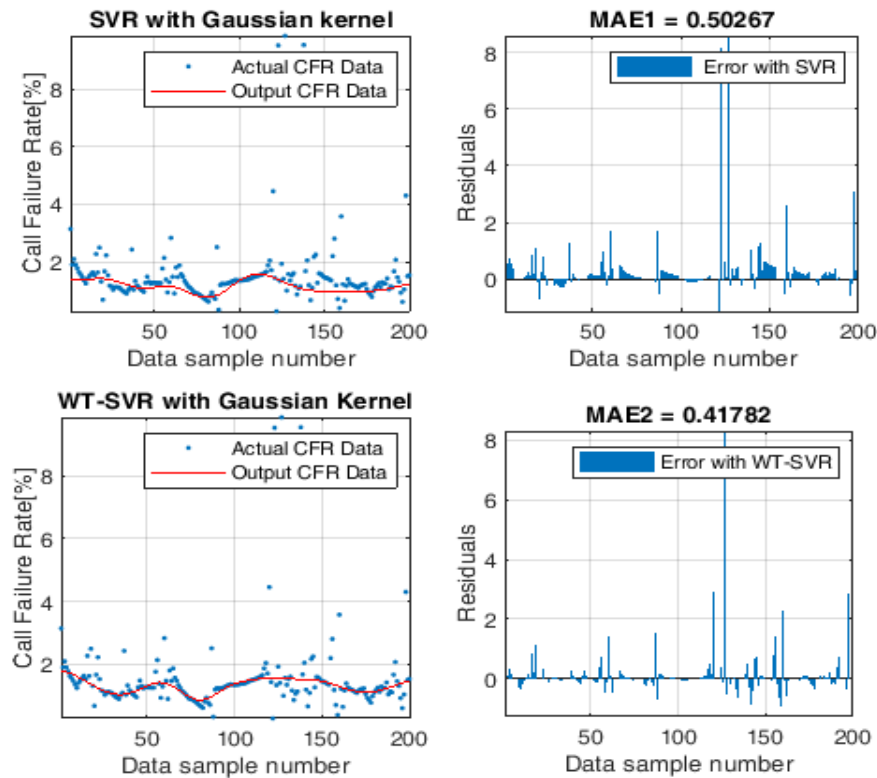 SVR with Gaussian kernel
Call Failure Rate[%]
8
6
4
2
Actual CFR Data
Output CFR Data
50
100
150
200
Data sample number
MAE1 = 0.50267
Residuals
8
6
4
2
0
Error with SVR
50
100
150
200
Data sample number
WT-SVR with Gaussian Kernel
Call Failure Rate[%]
8
6
4
2
Actual CFR Data
Output CFR Data
50
100
150
200
Data sample number
MAE2 = 0.41782
Residuals
8
6
4
2
0
Error with WT-SVR
50
100
150
200
Data sample number